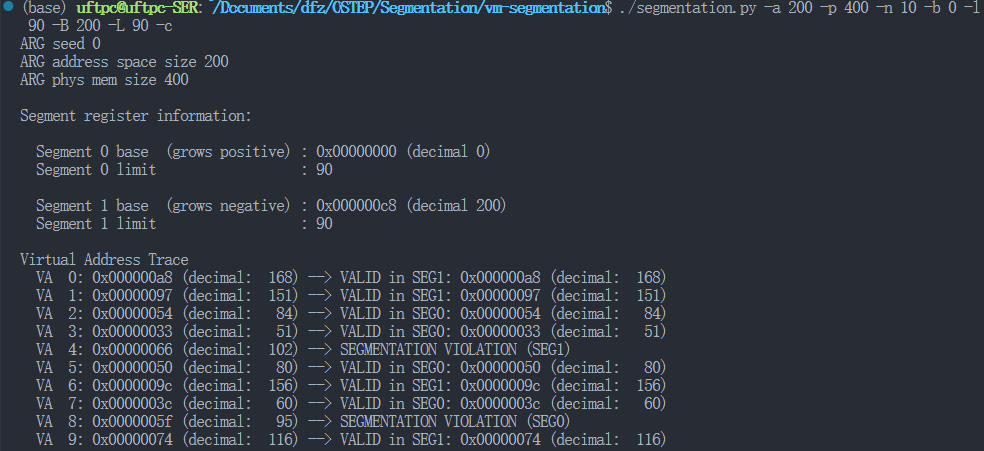 (base) uftpc@uftpc-SER:~/Documents/dfz/OSTEP/Segmentation/vm-segmentation$ ./segmentation.py -a 200 -p 400 -n 10 -b 0 -l
90 -B 200 -L 90 -c
ARG seed 0
ARG address space size 200
ARG phys mem size 400
Segment register information:
Segment 0 base  (grows positive) : 0x00000000 (decimal 0)
Segment 0 limit                  : 90
Segment 1 base  (grows negative) : 0x000000c8 (decimal 200)
Segment 1 limit                  : 90
Virtual Address Trace
VA  0: 0x000000a8 (decimal:  168) --> VALID in SEG1: 0x000000a8 (decimal:  168)
VA  1: 0x00000097 (decimal:  151) --> VALID in SEG1: 0x00000097 (decimal:  151)
VA  2: 0x00000054 (decimal:   84) --> VALID in SEG0: 0x00000054 (decimal:   84)
VA  3: 0x00000033 (decimal:   51) --> VALID in SEG0: 0x00000033 (decimal:   51)
VA  4: 0x00000066 (decimal:  102) --> SEGMENTATION VIOLATION (SEG1)
VA  5: 0x00000050 (decimal:   80) --> VALID in SEG0: 0x00000050 (decimal:   80)
VA  6: 0x0000009c (decimal:  156) --> VALID in SEG1: 0x0000009c (decimal:  156)
VA  7: 0x0000003c (decimal:   60) --> VALID in SEG0: 0x0000003c (decimal:   60)
VA  8: 0x0000005f (decimal:   95) --> SEGMENTATION VIOLATION (SEG0)
VA  9: 0x00000074 (decimal:  116) --> VALID in SEG1: 0x00000074 (decimal:  116)